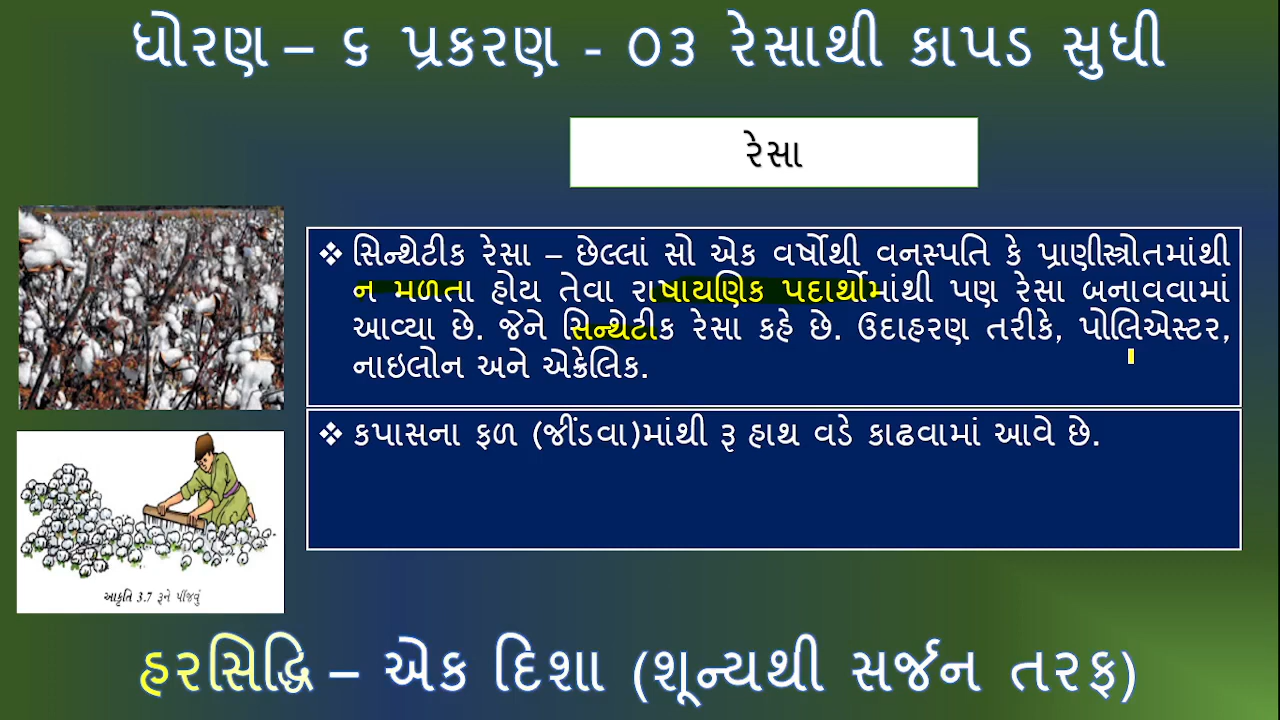 ધોરણ – ૬ પ્રકરણ - ૦૩ રેસાથી કાપડ સુધી
રેસા
❖ સિન્થેટીક રેસા – છેલ્લાં સો એક વર્ષોથી વનસ્પતિ કે પ્રાણીસ્ત્રોતમાંથી
ન મળતા હોય તેવા રાષાયણિક પદાર્થોમાંથી પણ રેસા બનાવવામાં
આવ્યા છે. જેને સિન્થેટીક રેસા કહે છે. ઉદાહરણ તરીકે, પોલિએસ્ટર,
નાઇલોન અને એક્રેલિક.
❖ કપાસના ફળ (જીંડવા)માંથી રૂ હાથ વડે કાઢવામાં આવે છે.
આકૃતિ 3.7 રૂને પીંજવું
હરસિદ્ધિ – એક દિશા (શૂન્યથી સર્જન તરફ)